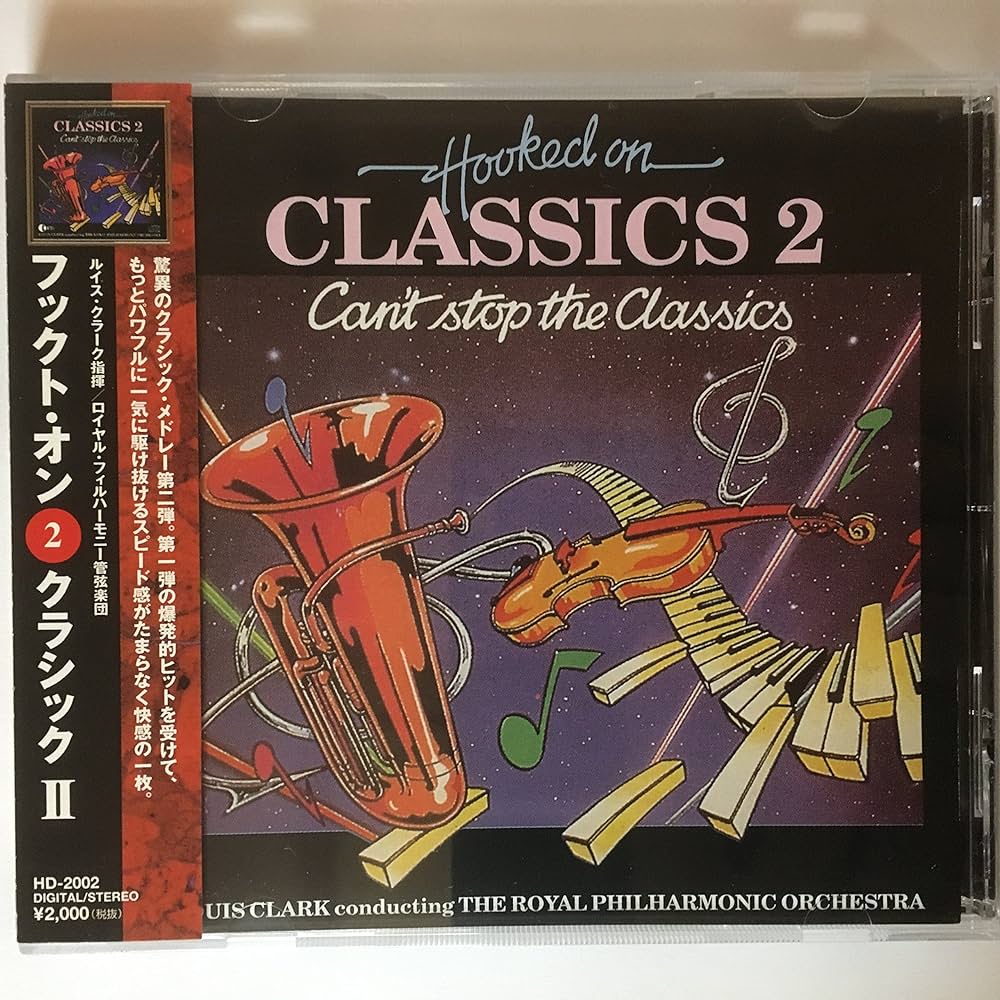 Hooked on
CLASSICS 2
Can't stop the Classics
CLASSICS 2
Can't stop the Classics
驚異のクラシック・メドレー第二弾。第一弾の爆発的ヒットを受けて、
もっとパワフルに一気に駆け抜けるスピード感がたまらなく快感の一枚。
ルイス・クラーク指揮/ロイヤル・フィルハーモニー管弦楽団
フックト・オン2クラシック II
HD-2002
DIGITAL/STEREO
¥2,000(税抜)
UIS CLARK conducting THE ROYAL PHILHARMONIC ORCHESTRA